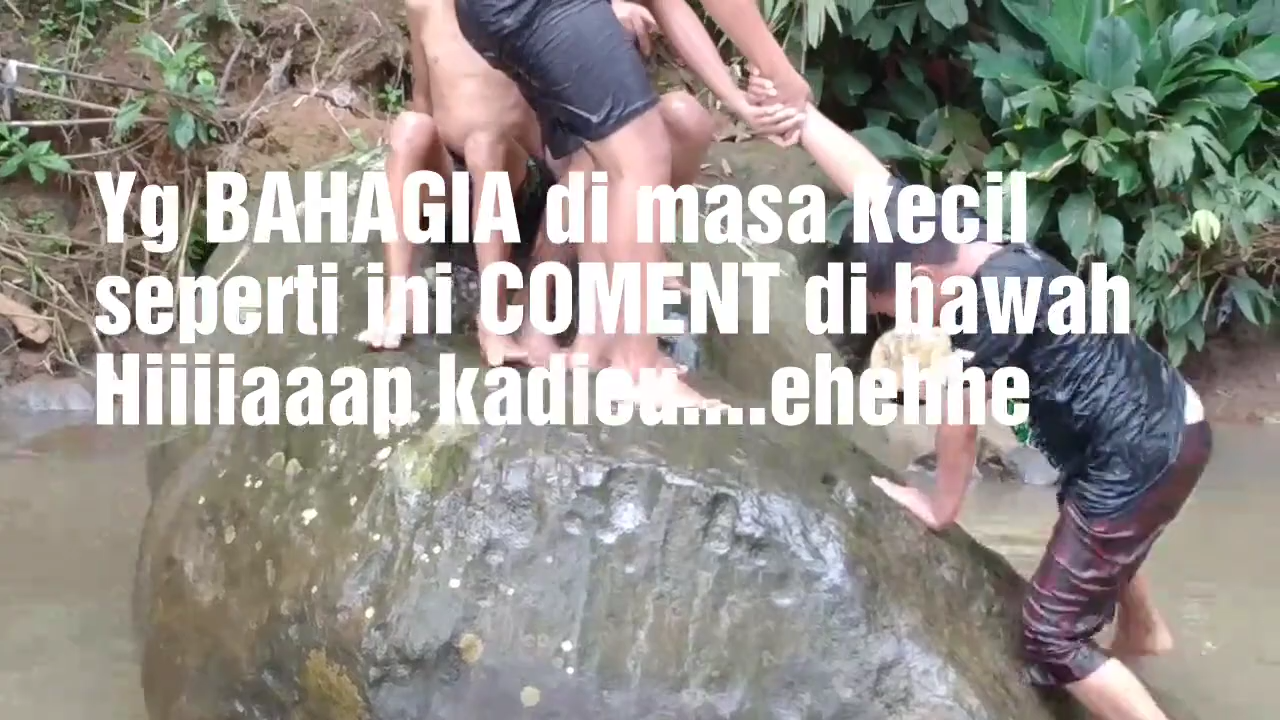 Yg BAHAGIA di masa kecil
seperti ini COMENT di bawah
Hiiiiaaap kadieu....ehehhe